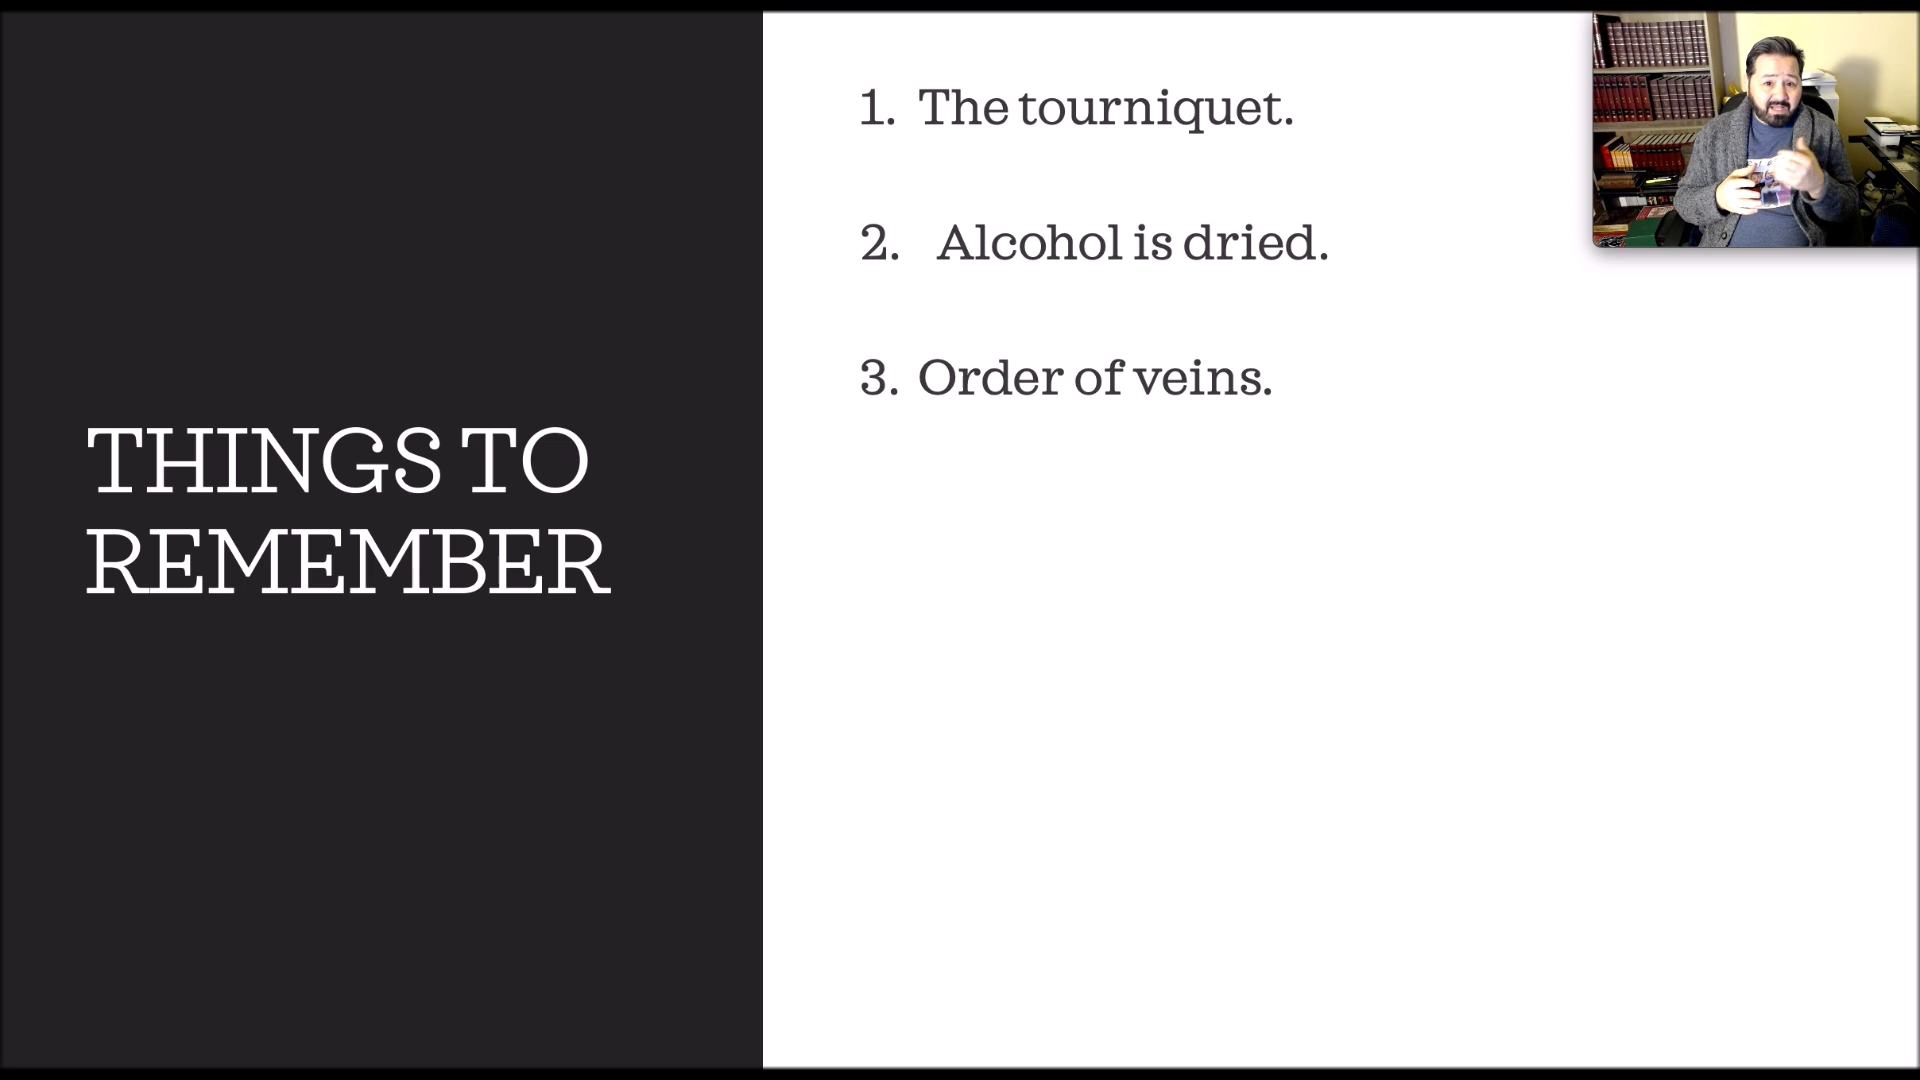 THINGS TO
REMEMBER
1. The tourniquet.
2. Alcohol is dried.
3. Order of veins.